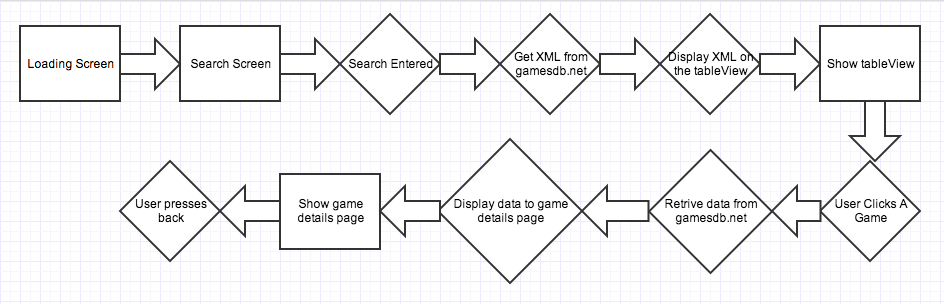 Loading Screen
Search Screen
Search Entered
Get XML from
gamesdb.net
Display XML on
the tableView
Show tableView
User Clicks A
Game
Retrive data from
gamesdb.net
Display data to game
details page
Show game
details page
User presses
back